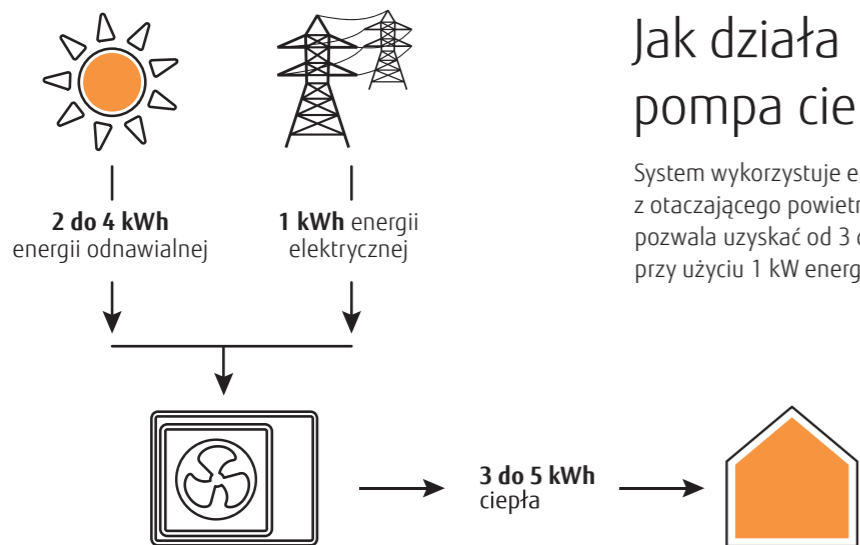 Jak działa
pompa cie
System wykorzystuje e
z otaczającego powietr
pozwala uzyskać od 3
przy użyciu 1 kW energ
2 do 4 kWh
energii odnawialnej
1 kWh energii
elektrycznej
3 do 5 kWh
ciepła